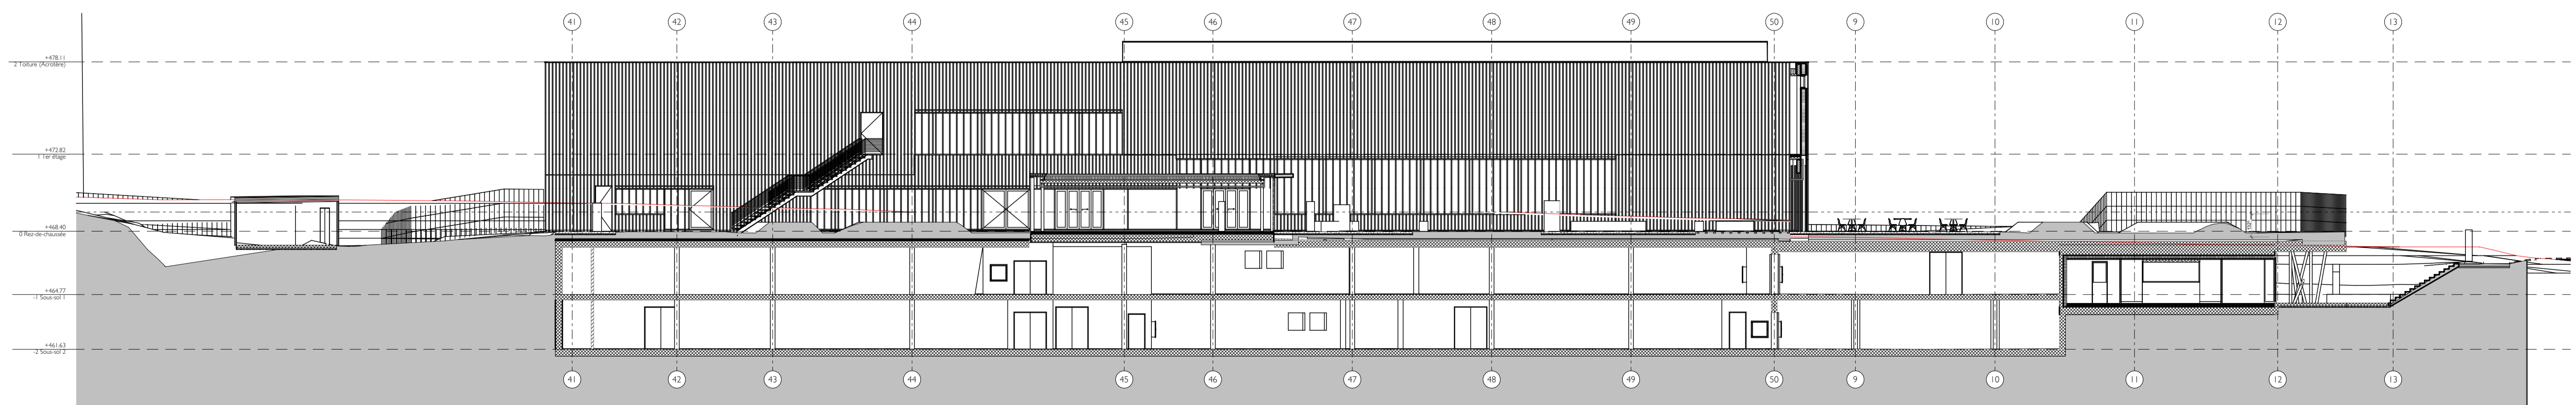 41 42 43 44 45 46 47 48 49 50 9 10 11 12 13
+478.11
2 Toiture (Acrotère)
+472.82
1 1er étage
+468.40
0 Rez-de-chaussée
+464.77
-1 Sous-sol 1
+461.63
-2 Sous-sol 2
41 42 43 44 45 46 47 48 49 50 9 10 11 12 13